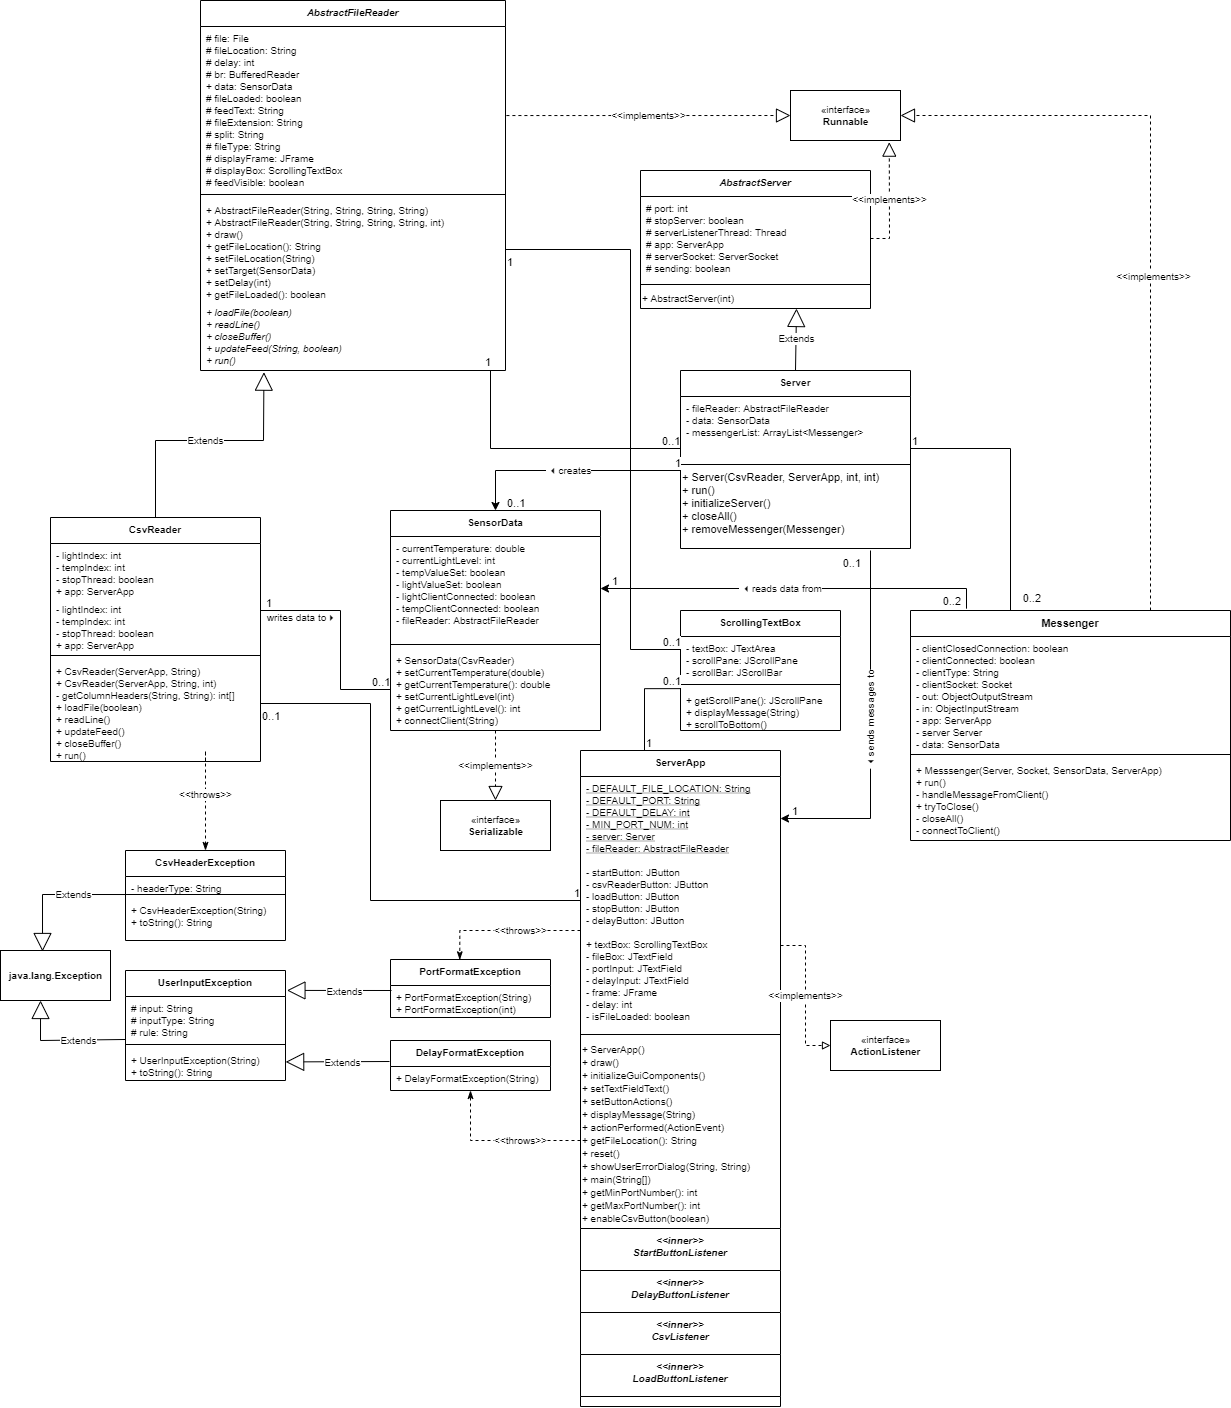 AbstractFileReader
# file: File
# fileLocation: String
# delay: int
# br: BufferedReader
+ data: SensorData
# fileLoaded: boolean
# feedText: String
# fileExtension: String
# split: String
# fileType: String
# displayFrame: JFrame
# displayBox: ScrollingTextBox
# feedVisible: boolean
+ AbstractFileReader(String, String, String, String)
+ AbstractFileReader(String, String, String, String, int)
+ draw()
+ getFileLocation(): String
+ setFileLocation(String)
+ setTarget(SensorData)
+ setDelay(int)
+ getFileLoaded(): boolean
+ loadFile(boolean)
+ readLine()
+ closeBuffer()
+ updateFeed(String, boolean)
+ run()
<<implements>>
«interface»
Runnable
AbstractServer
# port: int
# stopServer: boolean
# serverListenerThread: Thread
# app: ServerApp
# serverSocket: ServerSocket
# sending: boolean
+ AbstractServer(int)
<<implements>>
<<implements>>
1
1
Extends
Server
- fileReader: AbstractFileReader
- data: SensorData
- messengerList: ArrayList<Messenger>
+ Server(CsvReader, ServerApp, int, int)
+ run()
+ initializeServer()
+ closeAll()
+ removeMessenger(Messenger)
0..1
1
1
Extends
creates
0..1
CsvReader
- lightIndex: int
- tempIndex: int
- stopThread: boolean
+ app: ServerApp
- lightIndex: int
- tempIndex: int
- stopThread: boolean
+ app: ServerApp
+ CsvReader(ServerApp, String)
+ CsvReader(ServerApp, String, int)
- getColumnHeaders(String, String): int[]
+ loadFile(boolean)
+ readLine()
+ updateFeed()
+ closeBuffer()
+ run()
1
writes data to
0..1
0..1
SensorData
- currentTemperature: double
- currentLightLevel: int
- tempValueSet: boolean
- lightValueSet: boolean
- lightClientConnected: boolean
- tempClientConnected: boolean
- fileReader: AbstractFileReader
+ SensorData(CsvReader)
+ setCurrentTemperature(double)
+ getCurrentTemperature(): double
+ setCurrentLightLevel(int)
+ getCurrentLightLevel(): int
+ connectClient(String)
0..1
1
reads data from
0..2
0..2
ScrollingTextBox
- textBox: JTextArea
- scrollPane: JScrollPane
- scrollBar: JScrollBar
+ getScrollPane(): JScrollPane
+ displayMessage(String)
+ scrollToBottom()
0..1
0..1
1
sends messages to
1
Messenger
- clientClosedConnection: boolean
- clientConnected: boolean
- clientType: String
- clientSocket: Socket
- out: ObjectOutputStream
- in: ObjectInputStream
- app: ServerApp
- server Server
- data: SensorData
+ Messsenger(Server, Socket, SensorData, ServerApp)
+ run()
- handleMessageFromClient()
+ tryToClose()
- closeAll()
- connectToClient()
<<implements>>
«interface»
Serializable
<<throws>>
CsvHeaderException
- headerType: String
+ CsvHeaderException(String)
+ toString(): String
Extends
java.lang.Exception
Extends
UserInputException
# input: String
# inputType: String
# rule: String
+ UserInputException(String)
+ toString(): String
Extends
PortFormatException
+ PortFormatException(String)
+ PortFormatException(int)
<<throws>>
Extends
DelayFormatException
+ DelayFormatException(String)
<<throws>>
1
ServerApp
- DEFAULT_FILE_LOCATION: String
- DEFAULT_PORT: String
- DEFAULT_DELAY: int
- MIN_PORT_NUM: int
- server: Server
- fileReader: AbstractFileReader
- startButton: JButton
- csvReaderButton: JButton
- loadButton: JButton
- stopButton: JButton
- delayButton: JButton
+ textBox: ScrollingTextBox
- fileBox: JTextField
- portInput: JTextField
- delayInput: JTextField
- frame: JFrame
- delay: int
- isFileLoaded: boolean
+ ServerApp()
+ draw()
+ initializeGuiComponents()
+ setTextFieldText()
+ setButtonActions()
+ displayMessage(String)
+ actionPerformed(ActionEvent)
+ getFileLocation(): String
+ reset()
+ showUserErrorDialog(String, String)
+ main(String[])
+ getMinPortNumber(): int
+ getMaxPortNumber(): int
+ enableCsvButton(boolean)
<<inner>>
StartButtonListener
<<inner>>
DelayButtonListener
<<inner>>
CsvListener
<<inner>>
LoadButtonListener
<<implements>>
«interface»
ActionListener